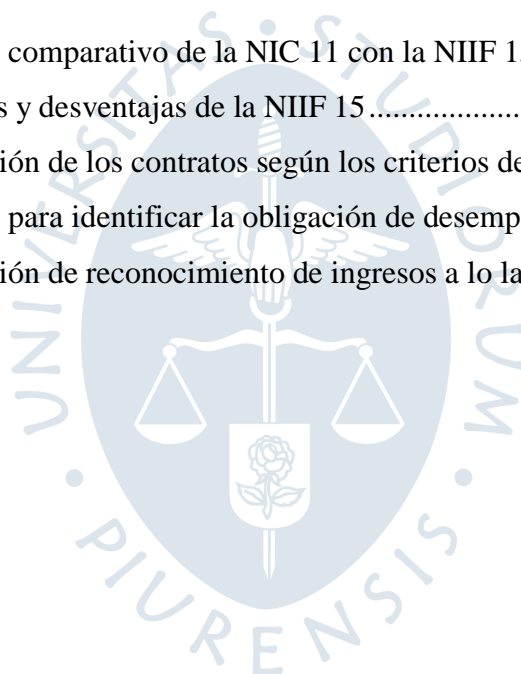 comparativo de la NIC 11 con la NIIF 1
s y desventajas de la NIIF 15...................
ión de los contratos según los criterios de
para identificar la obligación de desemp
ión de reconocimiento de ingresos a lo la
UNIVERSITAS • STUDIORUM • PIURENSIS •